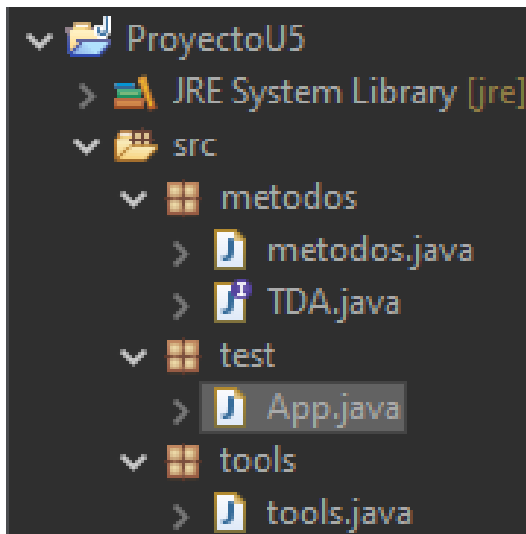 ProyectoU5
JRE System Library [jre]
src
metodos
metodos.java
TDA.java
test
App.java
tools
tools.java